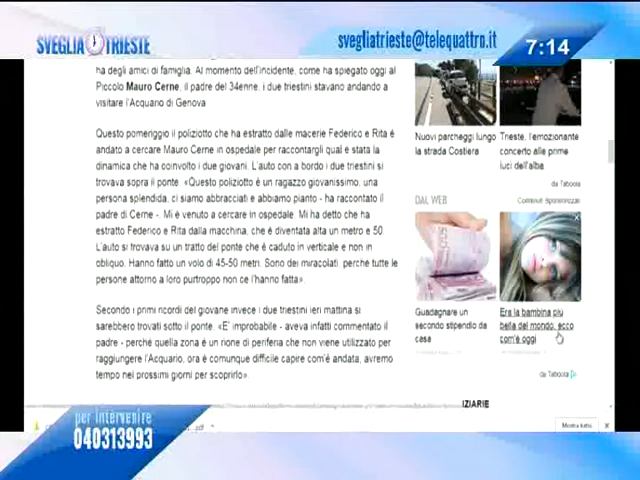 SVEGLIA TRIESTE
svegliatrieste@telequattro.it
7:14
ha degli amici di famiglia. Al momento dell'incidente, come ha spiegato oggi al
Piccolo Mauro Cerne, il padre del 34enne, i due triestini stavano andando a
visitare l'Acquario di Genova
Questo pomeriggio il poliziotto che ha estratto dalle macerie Federico e Rita è
andato a cercare Mauro Cerne in ospedale per raccontargli qual è stata la
dinamica che ha coinvolto i due giovani. L'auto con a bordo i due triestini si
trovava sopra il ponte. «Questo poliziotto è un ragazzo giovanissimo, una
persona splendida, ci siamo abbracciati e abbiamo pianto - ha raccontato il
padre di Cerne -. Mi è venuto a cercare in ospedale. Mi ha detto che ha
estratto Federico e Rita dalla macchina, che è diventata alta un metro e 50.
L'auto si trovava su un tratto del ponte che è caduto in verticale e non in
obliquo. Hanno fatto un volo di 45-50 metri. Sono dei miracolati perché tutte le
persone attorno a loro purtroppo non ce l'hanno fatta».
Secondo i primi ricordi del giovane invece i due triestini ieri mattina si
sarebbero trovati sotto il ponte. «E' improbabile - aveva infatti commentato il
padre - perché quella zona è un rione di periferia che non viene utilizzato per
raggiungere l'Acquario, ora è comunque difficile capire com'è andata, avremo
tempo nei prossimi giorni per scoprirlo».
Nuovi parcheggi lungo
la strada Costiera
Trieste, l'emozionante
concerto alle prime
luci dell'alba
da Taboola
DAL WEB
Contenuti Sponsorizzati
Guadagnare un
secondo stipendio da
casa
Era la bambina più
bella del mondo, ecco
com'è oggi
da Taboola
IZIARIE
.pdf
Mostra tutto
per intervenire
040313993